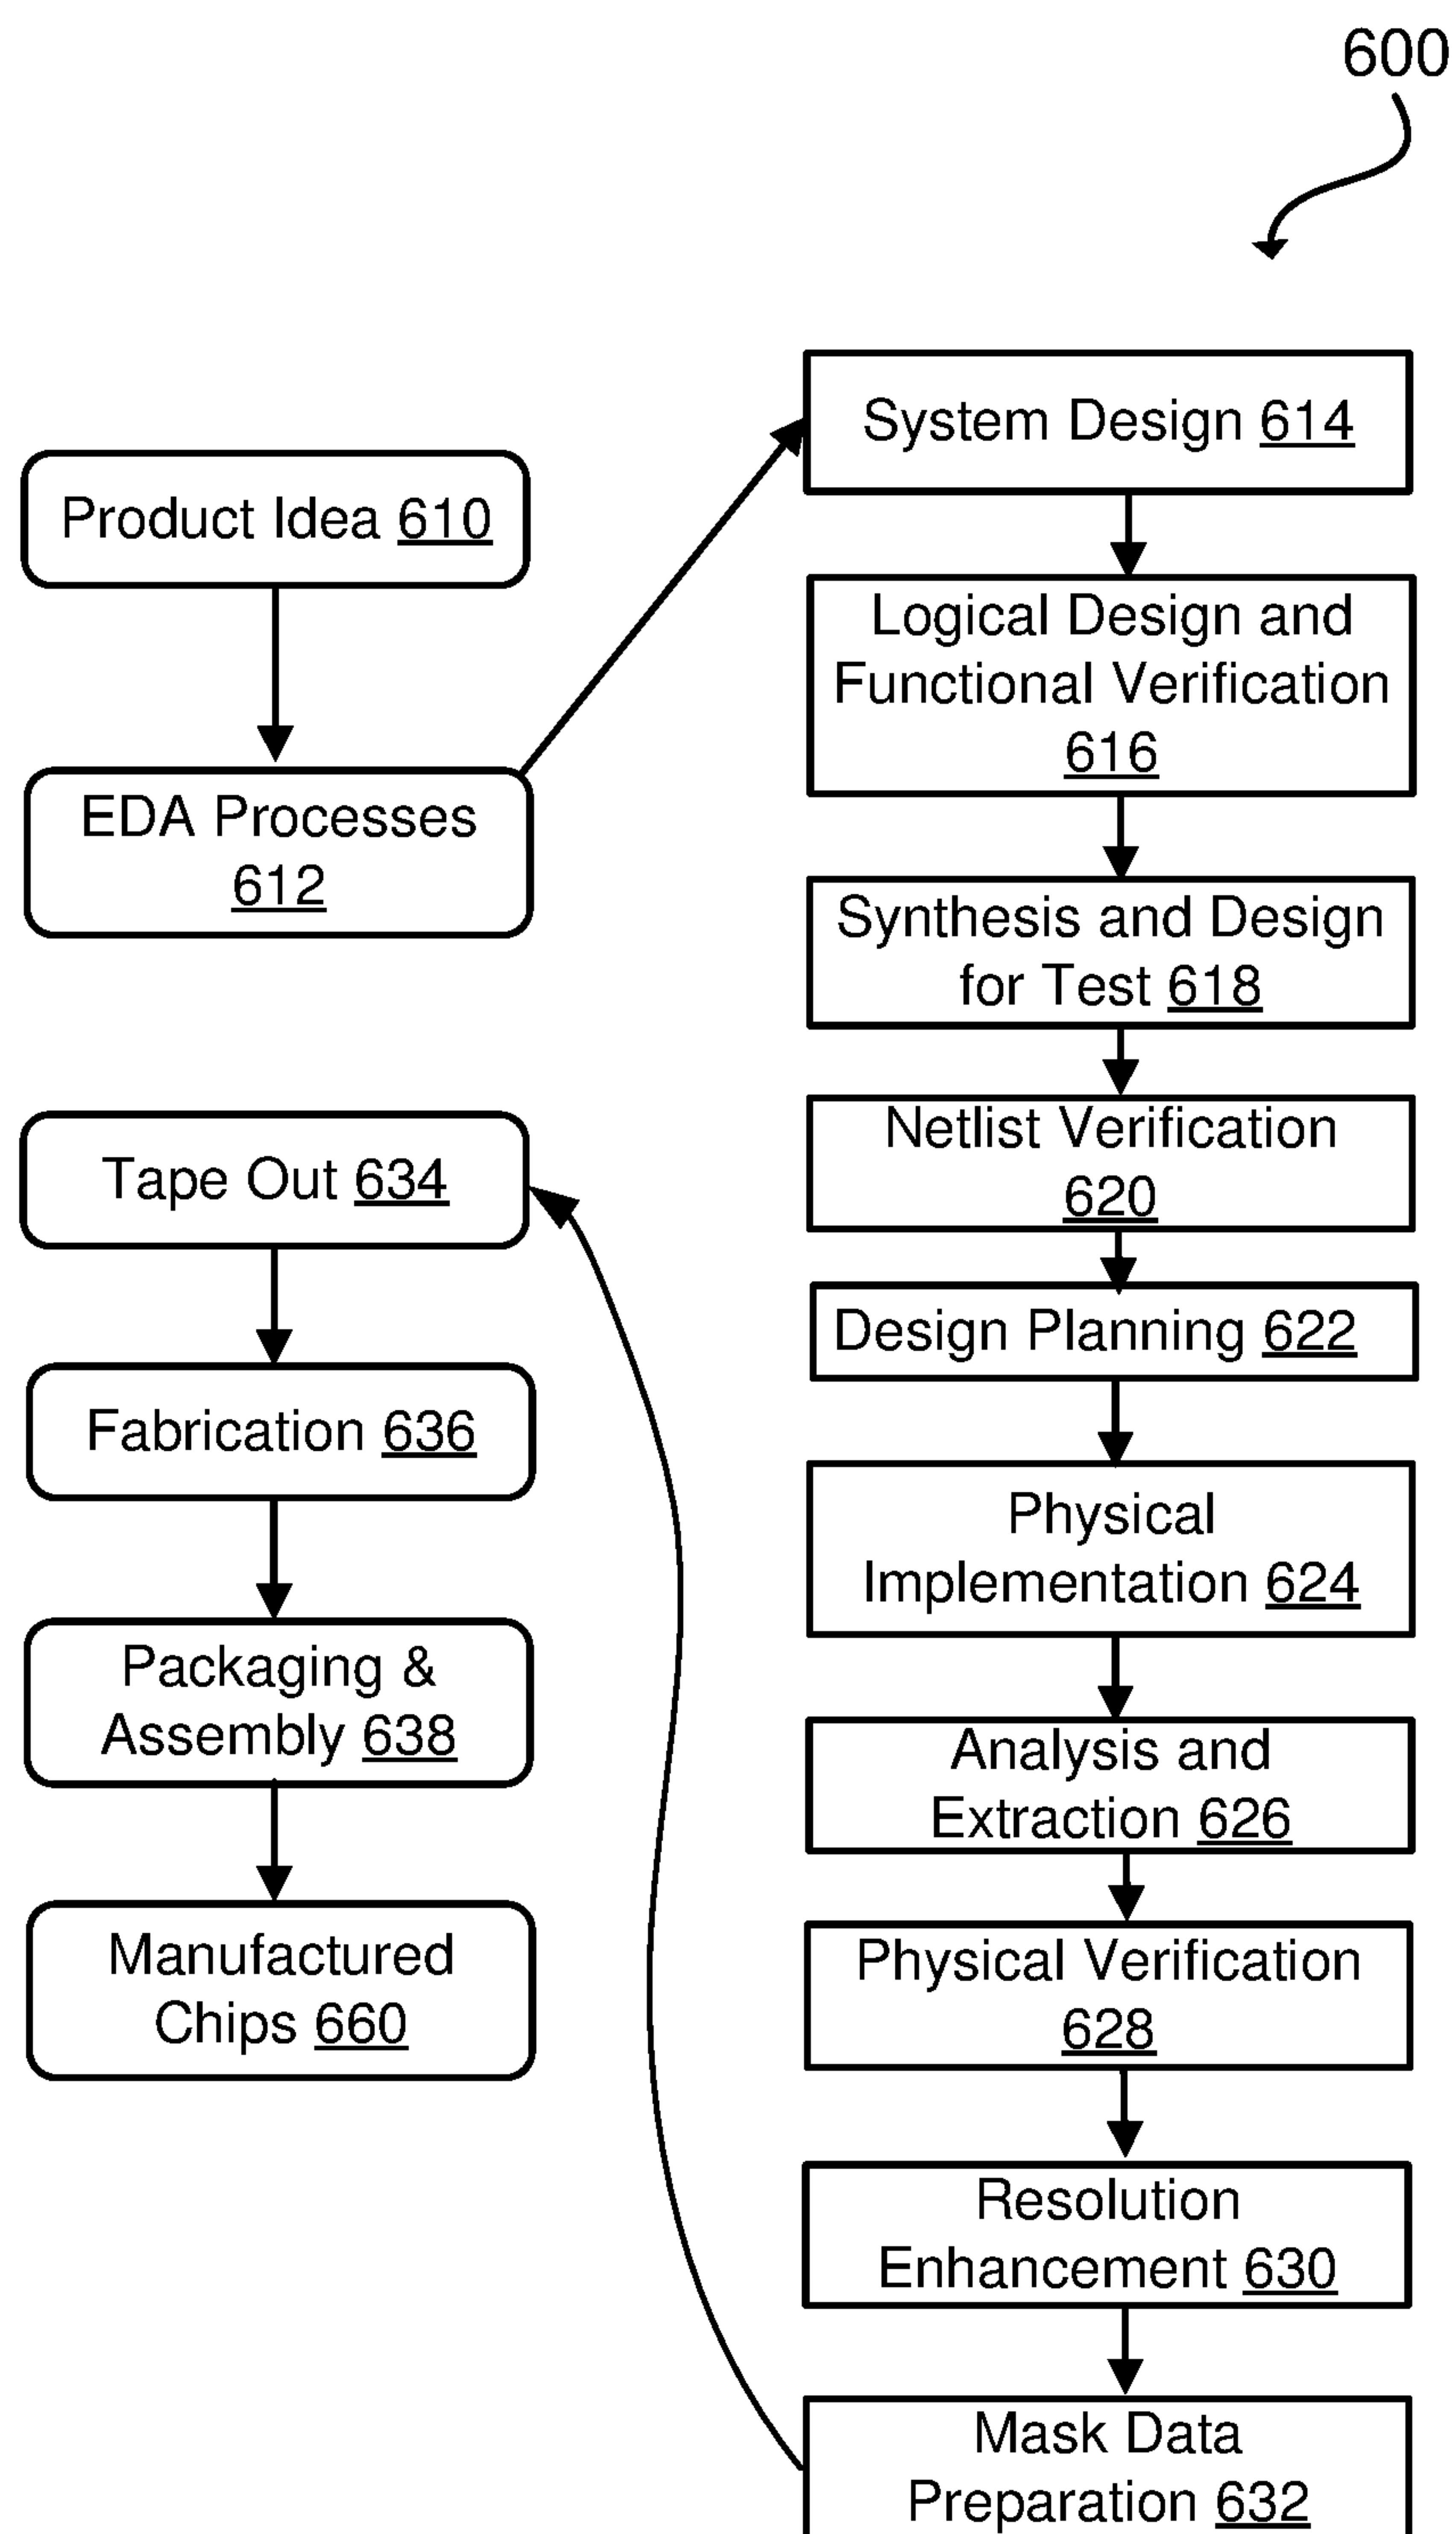 600
Product Idea 610
EDA Processes
612
System Design 614
Logical Design and
Functional Verification
616
Synthesis and Design
for Test 618
Netlist Verification
620
Design Planning 622
Physical
Implementation 624
Analysis and
Extraction 626
Physical Verification
628
Resolution
Enhancement 630
Mask Data
Preparation 632
Tape Out 634
Fabrication 636
Packaging &
Assembly 638
Manufactured
Chips 660